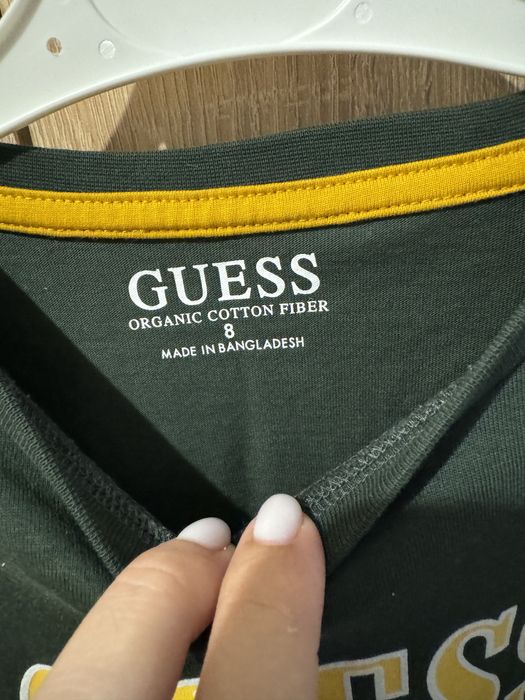 GUESS
ORGANIC COTTON FIBER
8
MADE IN BANGLADESH